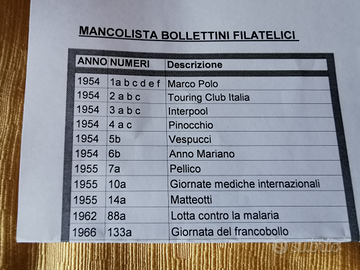 MANCOLISTA BOLLETTINI FILATELICI
ANNO NUMERI Descrizione
1954 1a b c d e f Marco Polo
1954 2 a b c Touring Club Italia
1954 3 a b c Interpool
1954 4 a c Pinocchio
1954 5b Vespucci
1954 6b Anno Mariano
1955 7a Pellico
1955 10a Giornate mediche internazionali
1955 14a Matteotti
1962 88a Lotta contro la malaria
1966 133a Giornata del francobollo